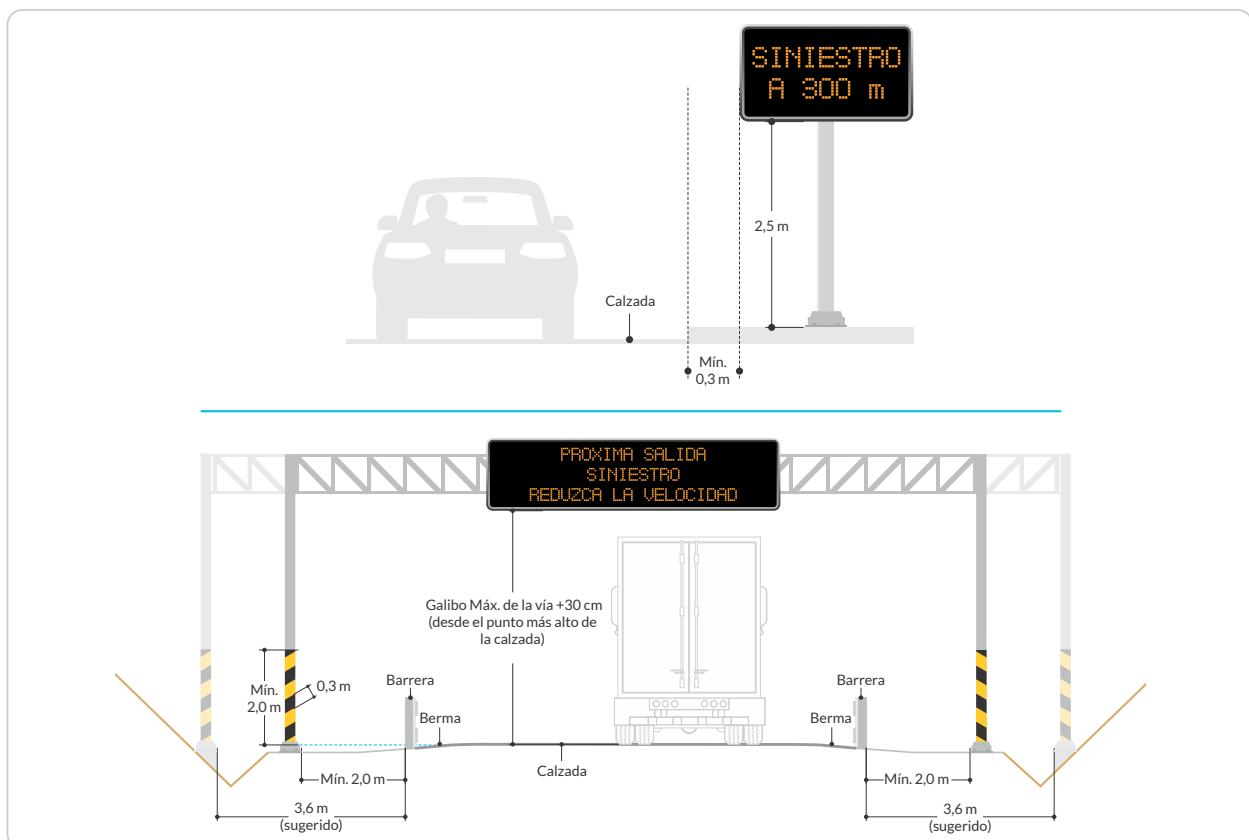 SINIESTRO
A 300 m
2,5 m
Calzada
Mín.
0,3 m
PROXIMA SALIDA
SINIESTRO
REDUZCA LA VELOCIDAD
Galibo Máx. de la vía +30 cm
(desde el punto más alto de
la calzada)
Mín.
2,0 m
0,3 m
Barrera
Berma
Barrera
Berma
Calzada
Mín. 2,0 m
Mín. 2,0 m
3,6 m
(sugerido)
3,6 m
(sugerido)